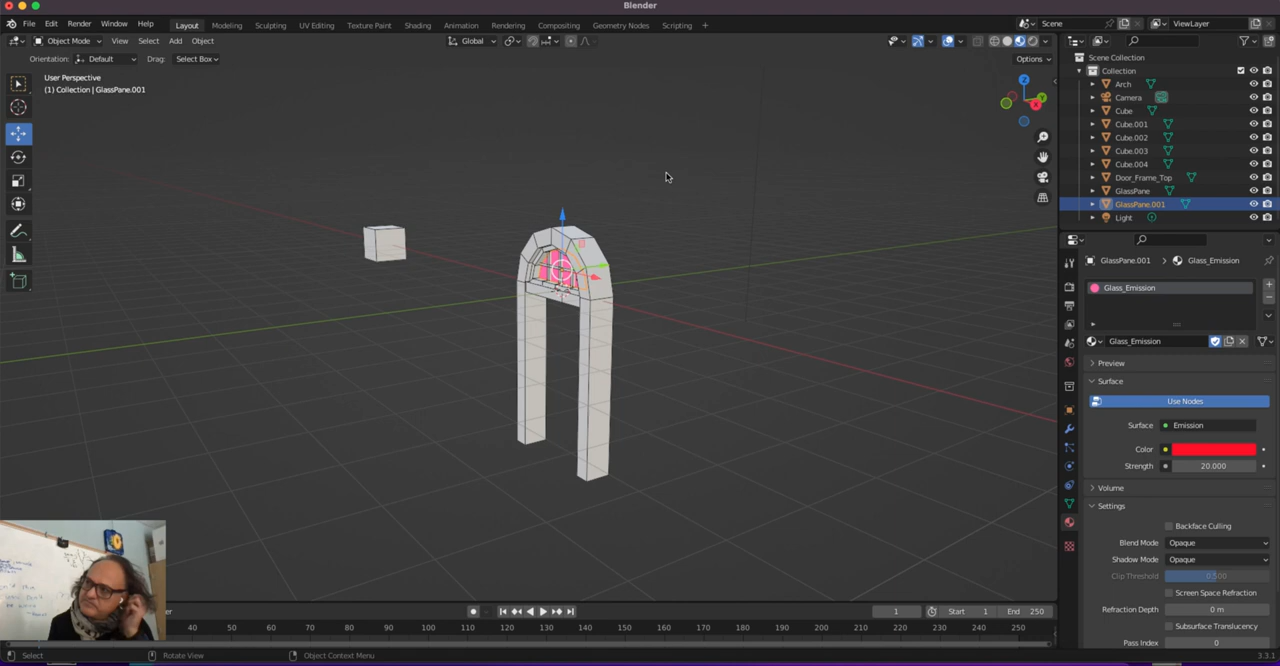 Blender
File Edit Render Window Help Layout Modeling Sculpting UV Editing Texture Paint Shading Animation Rendering Compositing Geometry Nodes Scripting + Scene ViewLayer
Object Mode View Select Add Object Global
Orientation: Default Drag: Select Box Options
User Perspective
(1) Collection | GlassPane.001
Z
Y
X
Scene Collection
Collection
Arch
Camera
Cube
Cube.001
Cube.002
Cube.003
Cube.004
Door_Frame_Top
GlassPane
GlassPane.001
Light
GlassPane.001 > Glass_Emission
Glass_Emission
Glass_Emission
Preview
Surface
Use Nodes
Surface Emission
Color
Strength 20.000
Volume
Settings
Backface Culling
Blend Mode Opaque
Shadow Mode Opaque
Clip Threshold 0.500
Screen Space Refraction
Refraction Depth 0 m
Subsurface Translucency
Pass Index 0
1 Start 1 End 250
40 50 60 70 80 90 100 110 120 130 140 150 160 170 180 190 200 210 220 230 240 250
Select Rotate View Object Context Menu 3.3.1